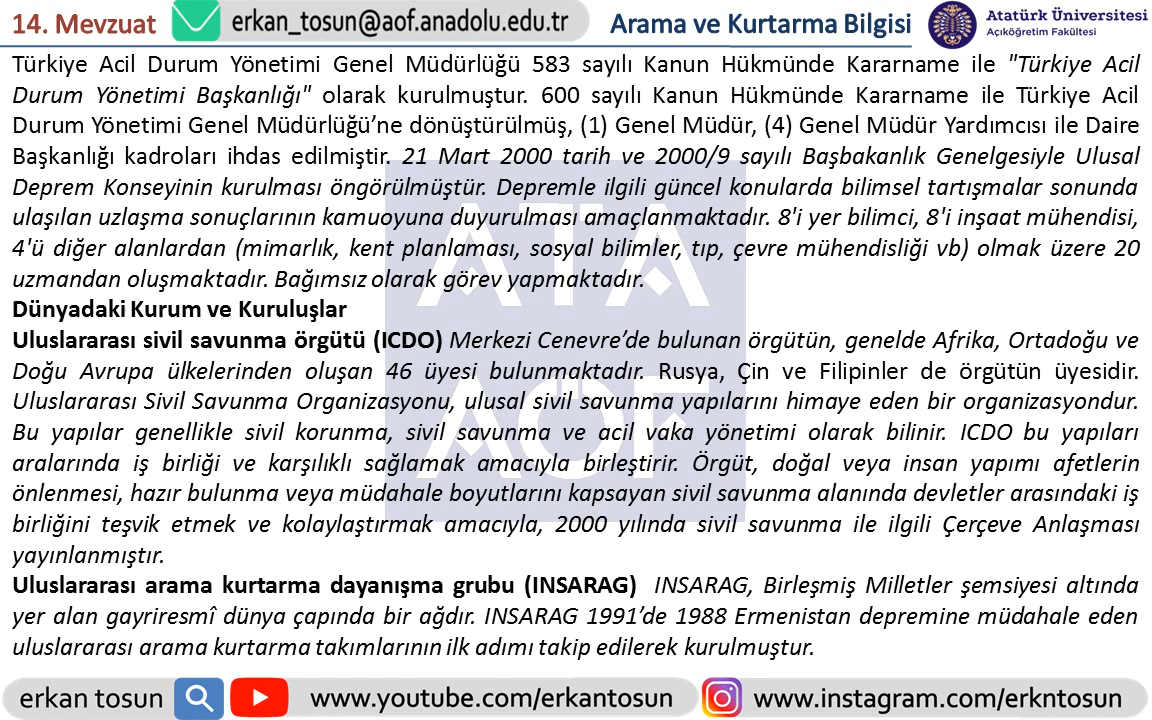 14. Mevzuat
erkan_tosun@aof.anadolu.edu.tr
Arama ve Kurtarma Bilgisi
Atatürk Üniversitesi
Açıköğretim Fakültesi
Türkiye Acil Durum Yönetimi Genel Müdürlüğü 583 sayılı Kanun Hükmünde Kararname ile "Türkiye Acil
Durum Yönetimi Başkanlığı" olarak kurulmuştur. 600 sayılı Kanun Hükmünde Kararname ile Türkiye Acil
Durum Yönetimi Genel Müdürlüğü’ne dönüştürülmüş, (1) Genel Müdür, (4) Genel Müdür Yardımcısı ile Daire
Başkanlığı kadroları ihdas edilmiştir. 21 Mart 2000 tarih ve 2000/9 sayılı Başbakanlık Genelgesiyle Ulusal
Deprem Konseyinin kurulması öngörülmüştür. Depremle ilgili güncel konularda bilimsel tartışmalar sonunda
ulaşılan uzlaşma sonuçlarının kamuoyuna duyurulması amaçlanmaktadır. 8'i yer bilimci, 8'i inşaat mühendisi,
4'ü diğer alanlardan (mimarlık, kent planlaması, sosyal bilimler, tıp, çevre mühendisliği vb) olmak üzere 20
uzmandan oluşmaktadır. Bağımsız olarak görev yapmaktadır.
Dünyadaki Kurum ve Kuruluşlar
Uluslararası sivil savunma örgütü (ICDO) Merkezi Cenevre’de bulunan örgütün, genelde Afrika, Ortadoğu ve
Doğu Avrupa ülkelerinden oluşan 46 üyesi bulunmaktadır. Rusya, Çin ve Filipinler de örgütün üyesidir.
Uluslararası Sivil Savunma Organizasyonu, ulusal sivil savunma yapılarını himaye eden bir organizasyondur.
Bu yapılar genellikle sivil korunma, sivil savunma ve acil vaka yönetimi olarak bilinir. ICDO bu yapıları
aralarında iş birliği ve karşılıklı sağlamak amacıyla birleştirir. Örgüt, doğal veya insan yapımı afetlerin
önlenmesi, hazır bulunma veya müdahale boyutlarını kapsayan sivil savunma alanında devletler arasındaki iş
birliğini teşvik etmek ve kolaylaştırmak amacıyla, 2000 yılında sivil savunma ile ilgili Çerçeve Anlaşması
yayınlanmıştır.
Uluslararası arama kurtarma dayanışma grubu (INSARAG) INSARAG, Birleşmiş Milletler şemsiyesi altında
yer alan gayriresmî dünya çapında bir ağdır. INSARAG 1991’de 1988 Ermenistan depremine müdahale eden
uluslararası arama kurtarma takımlarının ilk adımı takip edilerek kurulmuştur.
ATA
AÖF
erkan tosun
www.youtube.com/erkantosun
www.instagram.com/erkntosun